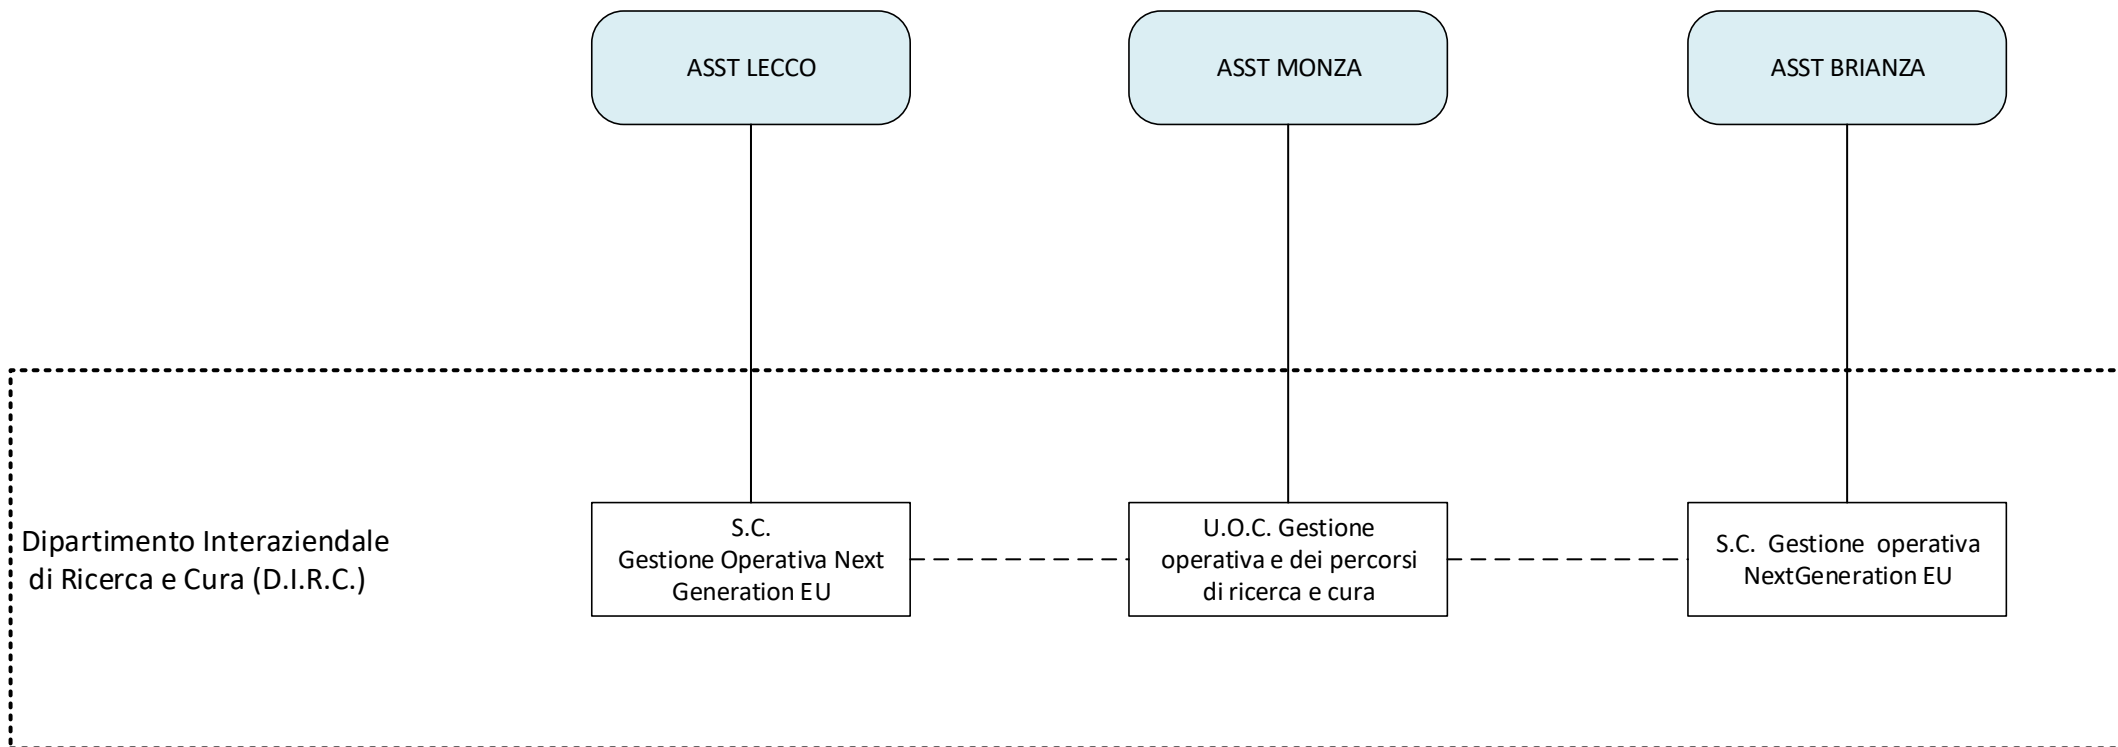 ASST LECCO
ASST MONZA
ASST BRIANZA
Dipartimento Interaziendale
di Ricerca e Cura (D.I.R.C.)
S.C.
Gestione Operativa Next
Generation EU
U.O.C. Gestione
operativa e dei percorsi
di ricerca e cura
S.C. Gestione operativa
NextGeneration EU